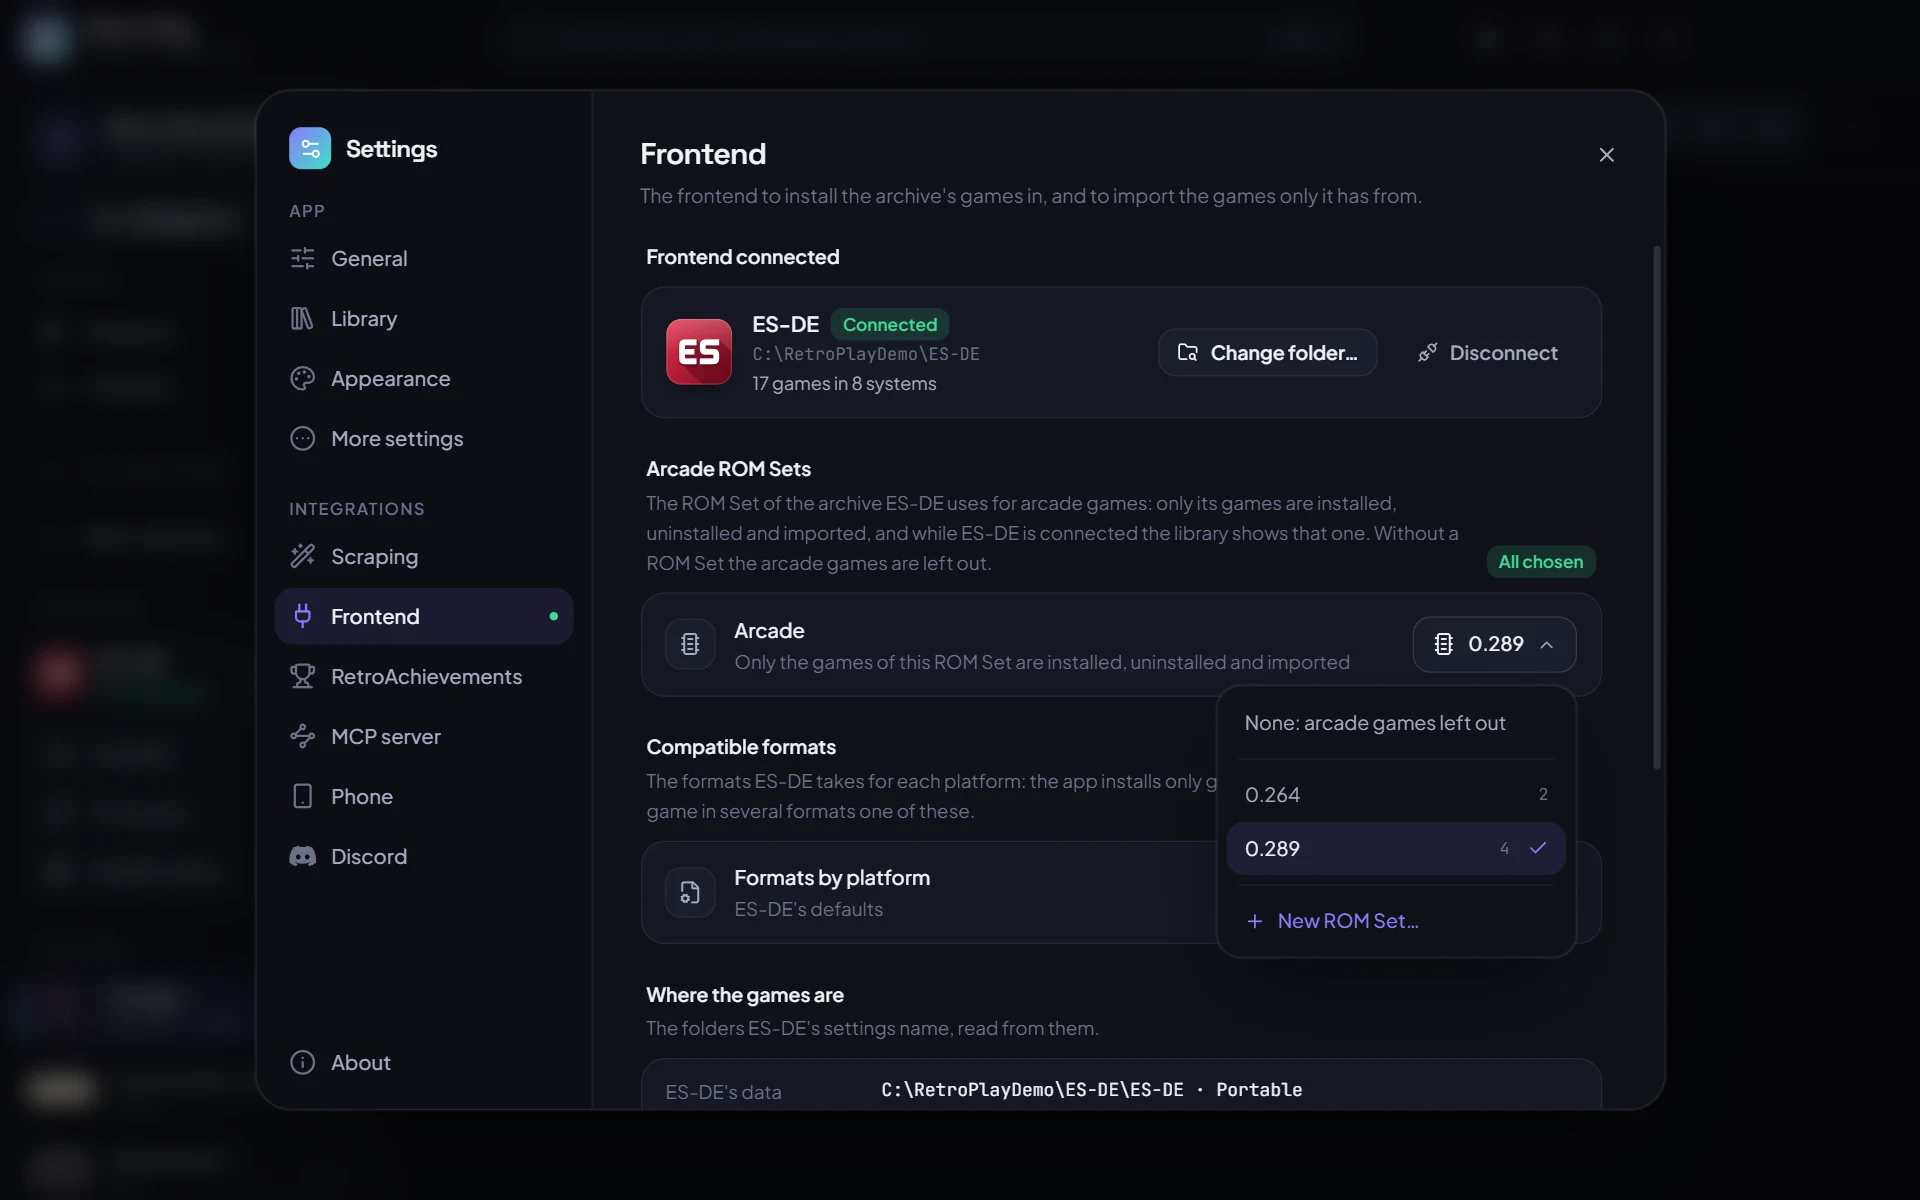 Settings
APP
General
Library
Appearance
More settings
INTEGRATIONS
Scraping
Frontend
RetroAchievements
MCP server
Phone
Discord
About
Frontend
The frontend to install the archive's games in, and to import the games only it has from.
Frontend connected
ES
ES-DE
Connected
C:\RetroPlayDemo\ES-DE
17 games in 8 systems
Change folder...
Disconnect
Arcade ROM Sets
The ROM Set of the archive ES-DE uses for arcade games: only its games are installed,
uninstalled and imported, and while ES-DE is connected the library shows that one. Without a
ROM Set the arcade games are left out.
All chosen
Arcade
Only the games of this ROM Set are installed, uninstalled and imported
0.289
None: arcade games left out
0.264 2
0.289 4
+ New ROM Set...
Compatible formats
The formats ES-DE takes for each platform: the app installs only
game in several formats one of these.
Formats by platform
ES-DE's defaults
Where the games are
The folders ES-DE's settings name, read from them.
ES-DE's data
C:\RetroPlayDemo\ES-DE\ES-DE · Portable